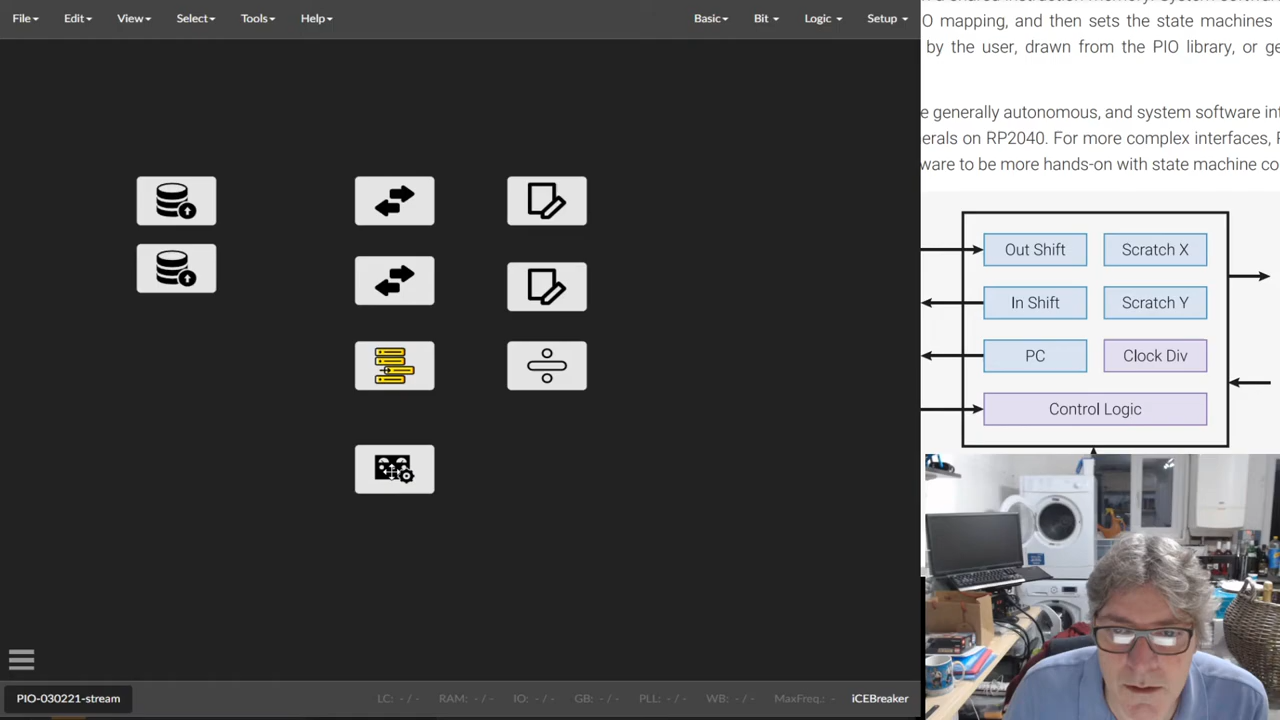 File Edit View Select Tools Help Basic Bit Logic Setup
O mapping, and then sets the state machines
by the user, drawn from the PIO library, or
e generally autonomous, and system software
erals on RP2040. For more complex interfaces,
ware to be more hands-on with state machine
Out Shift Scratch X
In Shift Scratch Y
PC Clock Div
Control Logic
PIO-030221-stream LC: - / - RAM: - / - IO: - / - GB: - / - PLL: - / - WB: - / - MaxFreq.: - iCEBreaker